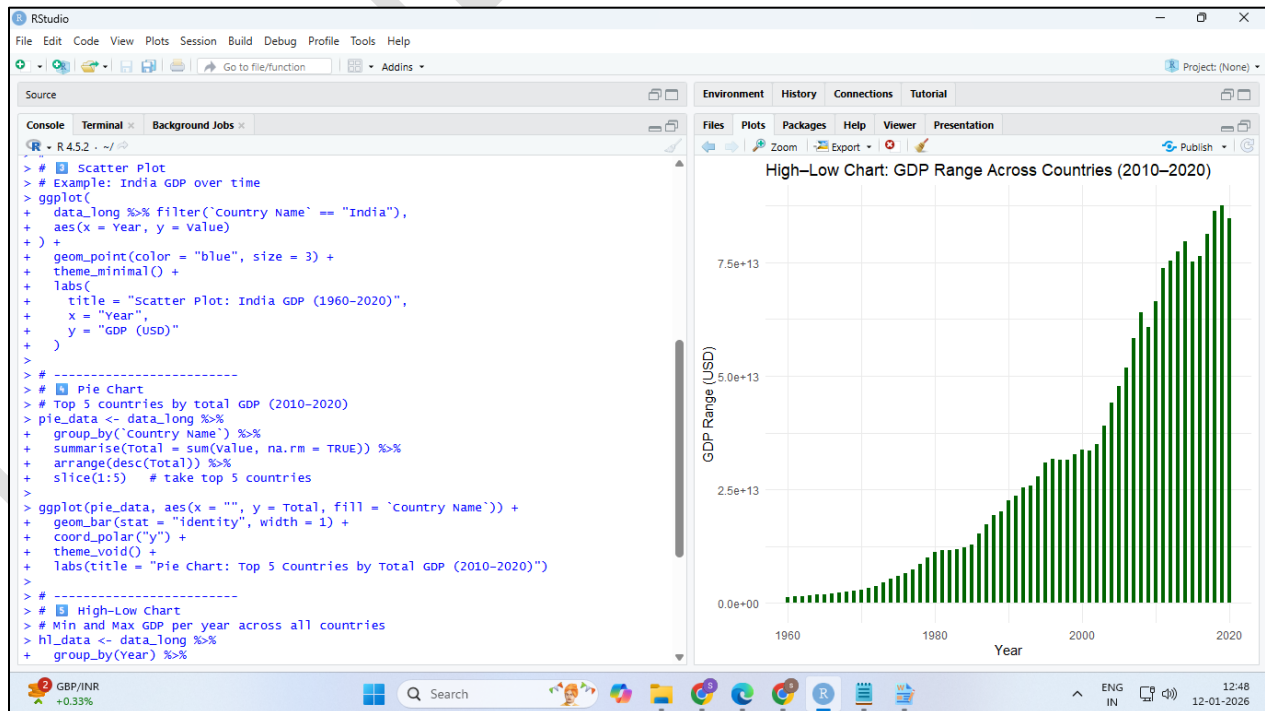 RStudio
File Edit Code View Plots Session Build Debug Profile Tools Help
Go to file/function
Addins
Project: (None)
Source
Console Terminal Background Jobs
R 4.5.2 · ~/
> # 3 Scatter Plot
> # Example: India GDP over time
> ggplot(
+   data_long %>% filter(`Country Name` == "India"),
+   aes(x = Year, y = Value)
+ ) +
+   geom_point(color = "blue", size = 3) +
+   theme_minimal() +
+   labs(
+     title = "Scatter Plot: India GDP (1960–2020)",
+     x = "Year",
+     y = "GDP (USD)"
+   )
>
> # -------------------------
> # 4 Pie Chart
> # Top 5 countries by total GDP (2010–2020)
> pie_data <- data_long %>%
+   group_by(`Country Name`) %>%
+   summarise(Total = sum(Value, na.rm = TRUE)) %>%
+   arrange(desc(Total)) %>%
+   slice(1:5)   # take top 5 countries
>
> ggplot(pie_data, aes(x = "", y = Total, fill = `Country Name`)) +
+   geom_bar(stat = "identity", width = 1) +
+   coord_polar("y") +
+   theme_void() +
+   labs(title = "Pie Chart: Top 5 Countries by Total GDP (2010–2020)")
>
> # -------------------------
> # 5 High–Low Chart
> # Min and Max GDP per year across all countries
> hl_data <- data_long %>%
+   group_by(Year) %>%
Environment History Connections Tutorial
Files Plots Packages Help Viewer Presentation
Zoom Export Publish
High–Low Chart: GDP Range Across Countries (2010–2020)
GDP Range (USD)
7.5e+13
5.0e+13
2.5e+13
0.0e+00
1960 1980 2000 2020
Year
2
GBP/INR
+0.33%
Search
ENG
IN
12:48
12-01-2026